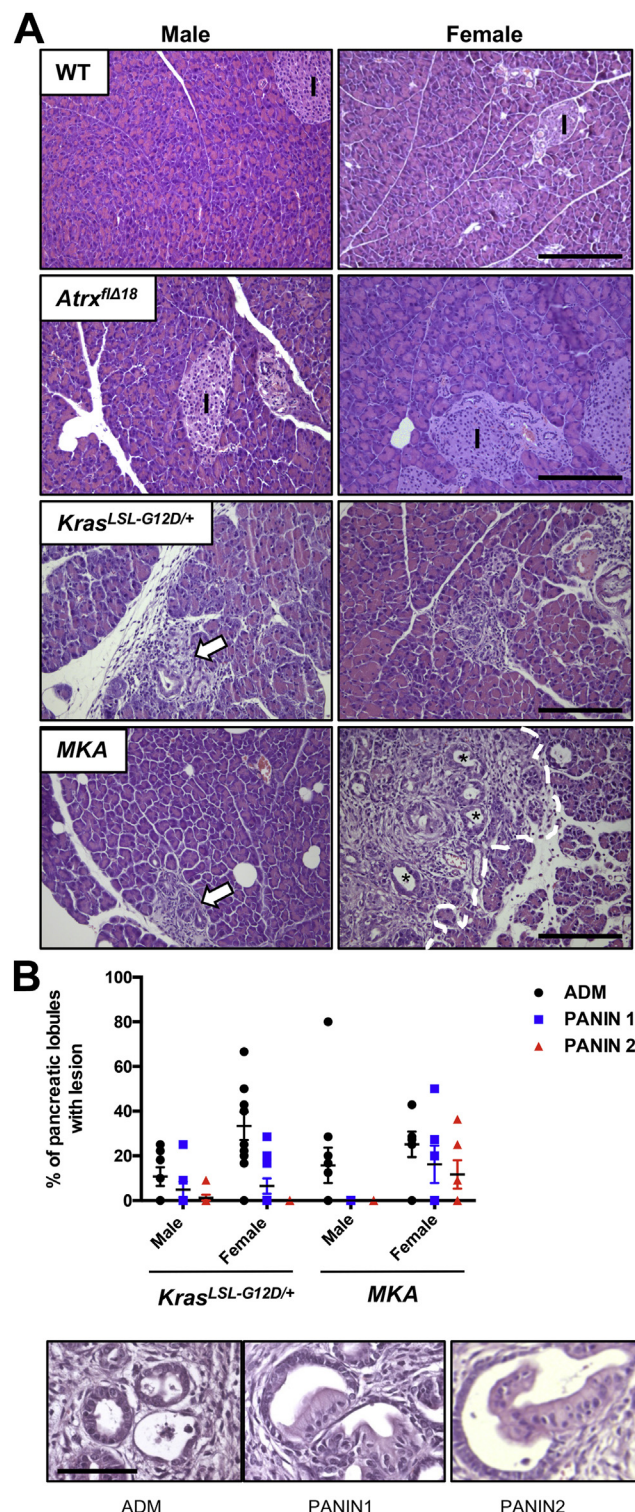 A
Male Female
WT
I
I
Atrx^flΔ18
I
I
Kras^LSL-G12D/+
MKA
*
*
*
B
% of pancreatic lobules
with lesion
100
80
60
40
20
0
ADM
PANIN 1
PANIN 2
Male Female Male Female
Kras^LSL-G12D/+ MKA
ADM PANIN1 PANIN2